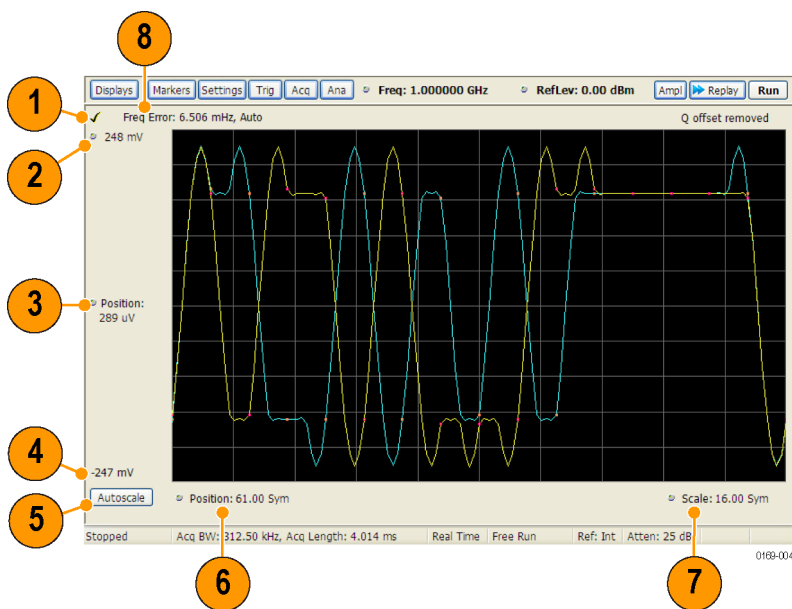 8
Displays Markers Settings Trig Acq Ana Freq: 1.000000 GHz RefLev: 0.00 dBm Ampl Replay Run
1
Freq Error: 6.506 mHz, Auto Q offset removed
248 mV
2
3
Position:
289 uV
4
-247 mV
Autoscale Position: 61.00 Sym Scale: 16.00 Sym
5
Stopped Acq BW: 312.50 kHz, Acq Length: 4.014 ms Real Time Free Run Ref: Int Atten: 25 dB
0169-004
6
7